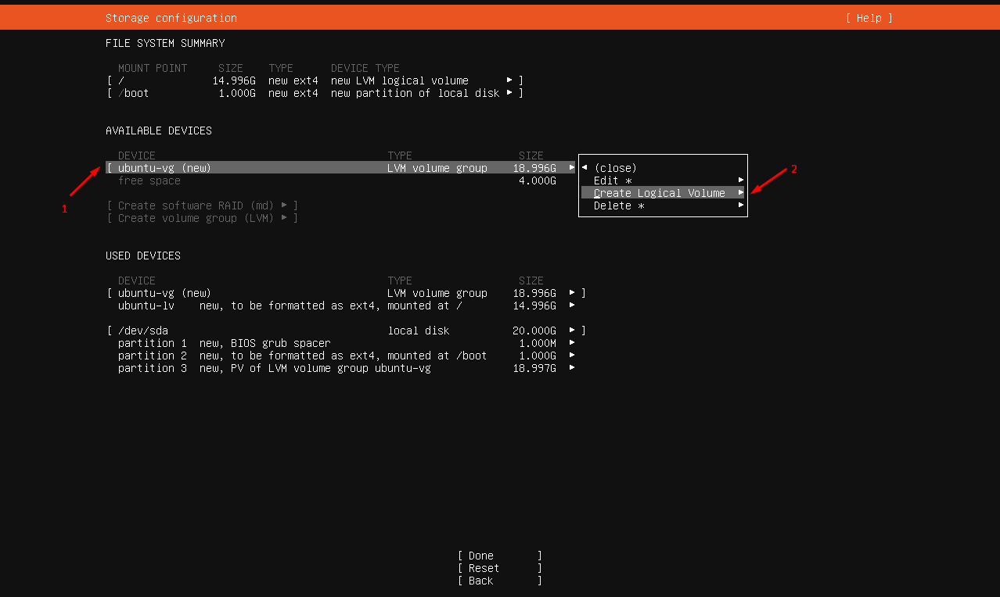 Storage configuration [ Help ]
FILE SYSTEM SUMMARY
MOUNT POINT SIZE TYPE DEVICE TYPE
[ / 14.996G new ext4 new LVM logical volume ▸ ]
[ /boot 1.000G new ext4 new partition of local disk ▸ ]
AVAILABLE DEVICES
DEVICE TYPE SIZE
[ ubuntu-vg (new) LVM volume group 18.996G ▸ ◂ (close) 2
free space 4.000G Edit * ▸
Create Logical Volume ▸
1 [ Create software RAID (md) ▸ ] Delete * ▸
[ Create volume group (LVM) ▸ ]
USED DEVICES
DEVICE TYPE SIZE
[ ubuntu-vg (new) LVM volume group 18.996G ▸ ]
ubuntu-lv new, to be formatted as ext4, mounted at / 14.996G ▸
[ /dev/sda local disk 20.000G ▸ ]
partition 1 new, BIOS grub spacer 1.000M ▸
partition 2 new, to be formatted as ext4, mounted at /boot 1.000G ▸
partition 3 new, PV of LVM volume group ubuntu-vg 18.997G ▸
[ Done ]
[ Reset ]
[ Back ]